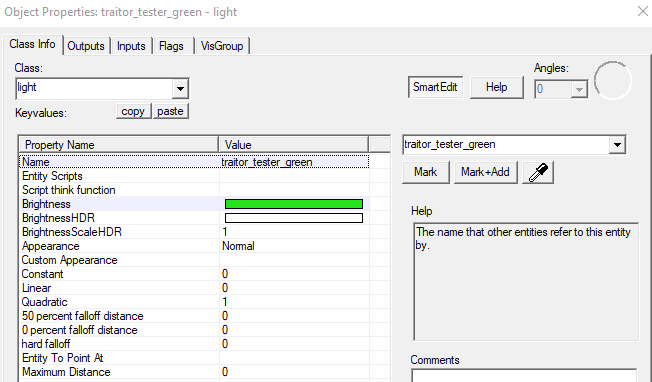 Object Properties: traitor_tester_green - light
Class Info Outputs Inputs Flags VisGroup
Class:
light
SmartEdit Help
Angles:
0
Keyvalues: copy paste
Property Name Value
Name traitor_tester_green
Entity Scripts
Script think function
Brightness
BrightnessHDR
BrightnessScaleHDR 1
Appearance Normal
Custom Appearance
Constant 0
Linear 0
Quadratic 1
50 percent falloff distance 0
0 percent falloff distance 0
hard falloff 0
Entity To Point At
Maximum Distance 0
traitor_tester_green
Mark Mark+Add
Help
The name that other entities refer to this entity
by.
Comments